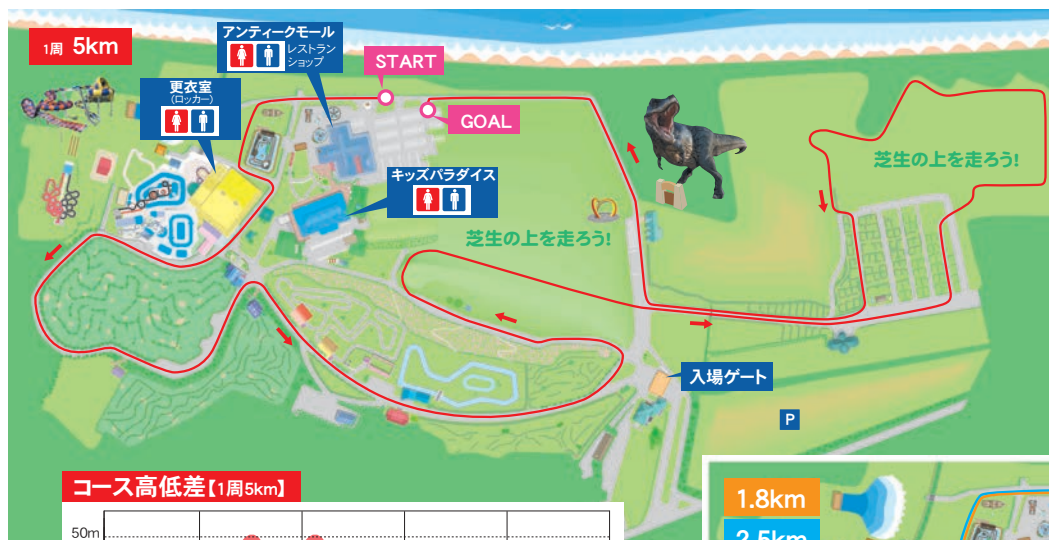 1周 5km
アンティークモール
レストラン
ショップ
START
更衣室
(ロッカー)
GOAL
キッズパラダイス
芝生の上を走ろう!
芝生の上を走ろう!
入場ゲート
P
コース高低差【1周5km】
50m
1.8km
2.5km